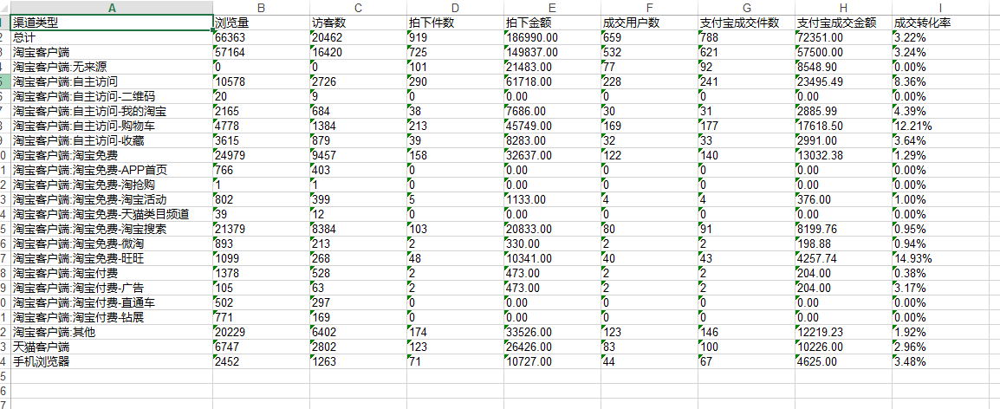 A B C D E F G H I
渠道类型 浏览量 访客数 拍下件数 拍下金额 成交用户数 支付宝成交件数 支付宝成交金额 成交转化率
2 总计 66363 20462 919 186990.00 659 788 72351.00 3.22%
3 淘宝客户端 57164 16420 725 149837.00 532 621 57500.00 3.24%
4 淘宝客户端:无来源 0 0 101 21483.00 77 92 8548.90 0.00%
5 淘宝客户端:自主访问 10578 2726 290 61718.00 228 241 23495.49 8.36%
6 淘宝客户端:自主访问-二维码 20 9 0 0.00 0 0 0.00 0.00%
7 淘宝客户端:自主访问-我的淘宝 2165 684 38 7686.00 30 31 2885.99 4.39%
3 淘宝客户端:自主访问-购物车 4778 1384 213 45749.00 169 177 17618.50 12.21%
9 淘宝客户端:自主访问-收藏 3615 879 39 8283.00 32 33 2991.00 3.64%
0 淘宝客户端:淘宝免费 24979 9457 158 32637.00 122 140 13032.38 1.29%
1 淘宝客户端:淘宝免费-APP首页 766 403 0 0.00 0 0 0.00 0.00%
2 淘宝客户端:淘宝免费-淘抢购 1 1 0 0.00 0 0 0.00 0.00%
3 淘宝客户端:淘宝免费-淘宝活动 802 399 5 1133.00 4 4 376.00 1.00%
4 淘宝客户端:淘宝免费-天猫类目频道 39 12 0 0.00 0 0 0.00 0.00%
5 淘宝客户端:淘宝免费-淘宝搜索 21379 8384 103 20833.00 80 91 8199.76 0.95%
6 淘宝客户端:淘宝免费-微淘 893 213 2 330.00 2 2 198.88 0.94%
7 淘宝客户端:淘宝免费-旺旺 1099 268 48 10341.00 40 43 4257.74 14.93%
8 淘宝客户端:淘宝付费 1378 528 2 473.00 2 2 204.00 0.38%
9 淘宝客户端:淘宝付费-广告 105 63 2 473.00 2 2 204.00 3.17%
0 淘宝客户端:淘宝付费-直通车 502 297 0 0.00 0 0 0.00 0.00%
1 淘宝客户端:淘宝付费-钻展 771 169 0 0.00 0 0 0.00 0.00%
2 淘宝客户端:其他 20229 6402 174 33526.00 123 146 12219.23 1.92%
3 天猫客户端 6747 2802 123 26426.00 83 100 10226.00 2.96%
4 手机浏览器 2452 1263 71 10727.00 44 67 4625.00 3.48%
5
6
7